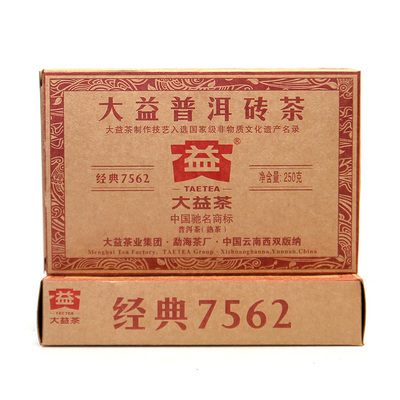 大益普洱砖茶
大益茶制作技艺入选国家级非物质文化遗产名录
益®
TAETEA
经典7562
净含量:250克
大益茶
中国驰名商标
普洱茶(熟茶)
大益茶业集团·勐海茶厂·中国云南西双版纳
Menghai Tea Factory, TAETEA Group · Xishuangbanna, Yunnan, China
益
TAETEA
大益茶
经典7562